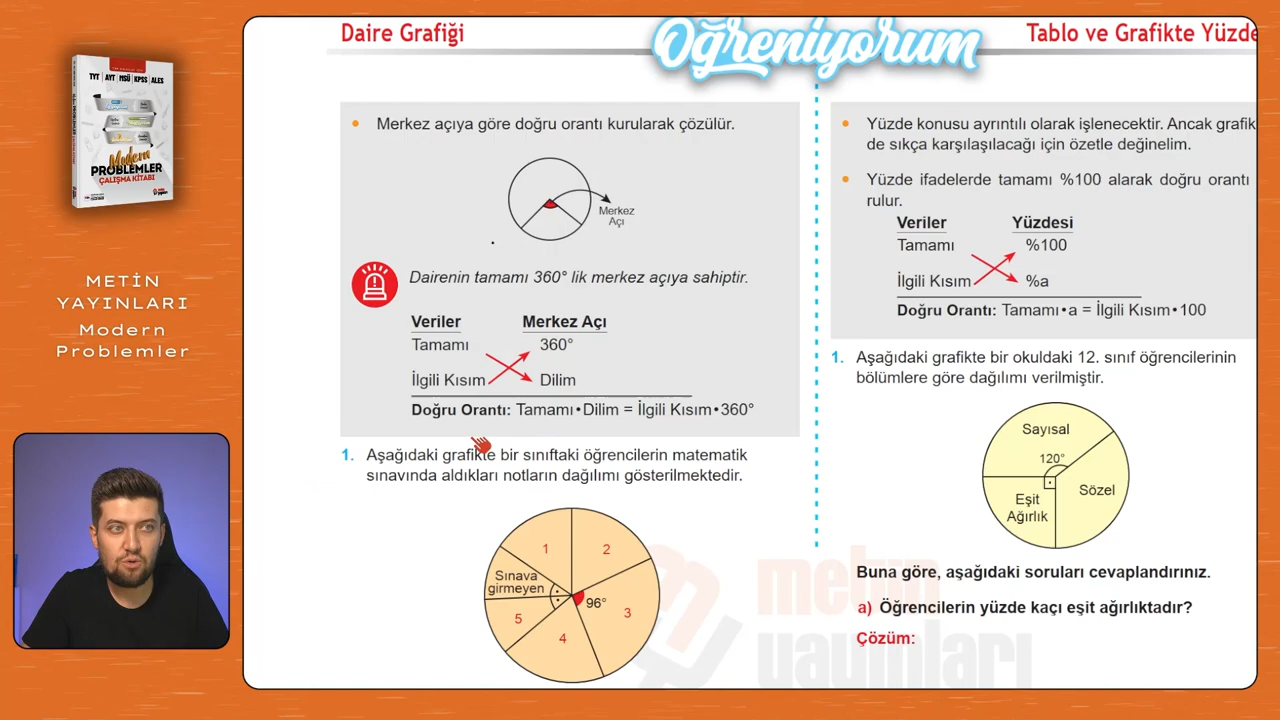 TYT AYT MSÜ KPSS ALES
Modern
PROBLEMLER
ÇALIŞMA KİTABI
METİN
YAYINLARI
Modern
Problemler
Daire Grafiği
Öğreniyorum
Tablo ve Grafikte Yüzde
Merkez açıya göre doğru orantı kurularak çözülür.
Merkez
Açı
Dairenin tamamı 360° lik merkez açıya sahiptir.
Veriler Merkez Açı
Tamamı 360°
İlgili Kısım Dilim
Doğru Orantı: Tamamı•Dilim = İlgili Kısım•360°
1. Aşağıdaki grafikte bir sınıftaki öğrencilerin matematik
sınavında aldıkları notların dağılımı gösterilmektedir.
1
2
Sınava
girmeyen
96°
3
5
4
Yüzde konusu ayrıntılı olarak işlenecektir. Ancak grafik
de sıkça karşılaşılacağı için özetle değinelim.
Yüzde ifadelerde tamamı %100 alarak doğru orantı
rulur.
Veriler Yüzdesi
Tamamı %100
İlgili Kısım %a
Doğru Orantı: Tamamı•a = İlgili Kısım•100
1. Aşağıdaki grafikte bir okuldaki 12. sınıf öğrencilerinin
bölümlere göre dağılımı verilmiştir.
Sayısal
120°
Sözel
Eşit
Ağırlık
Buna göre, aşağıdaki soruları cevaplandırınız.
a) Öğrencilerin yüzde kaçı eşit ağırlıktadır?
Çözüm:
metin
yayınları